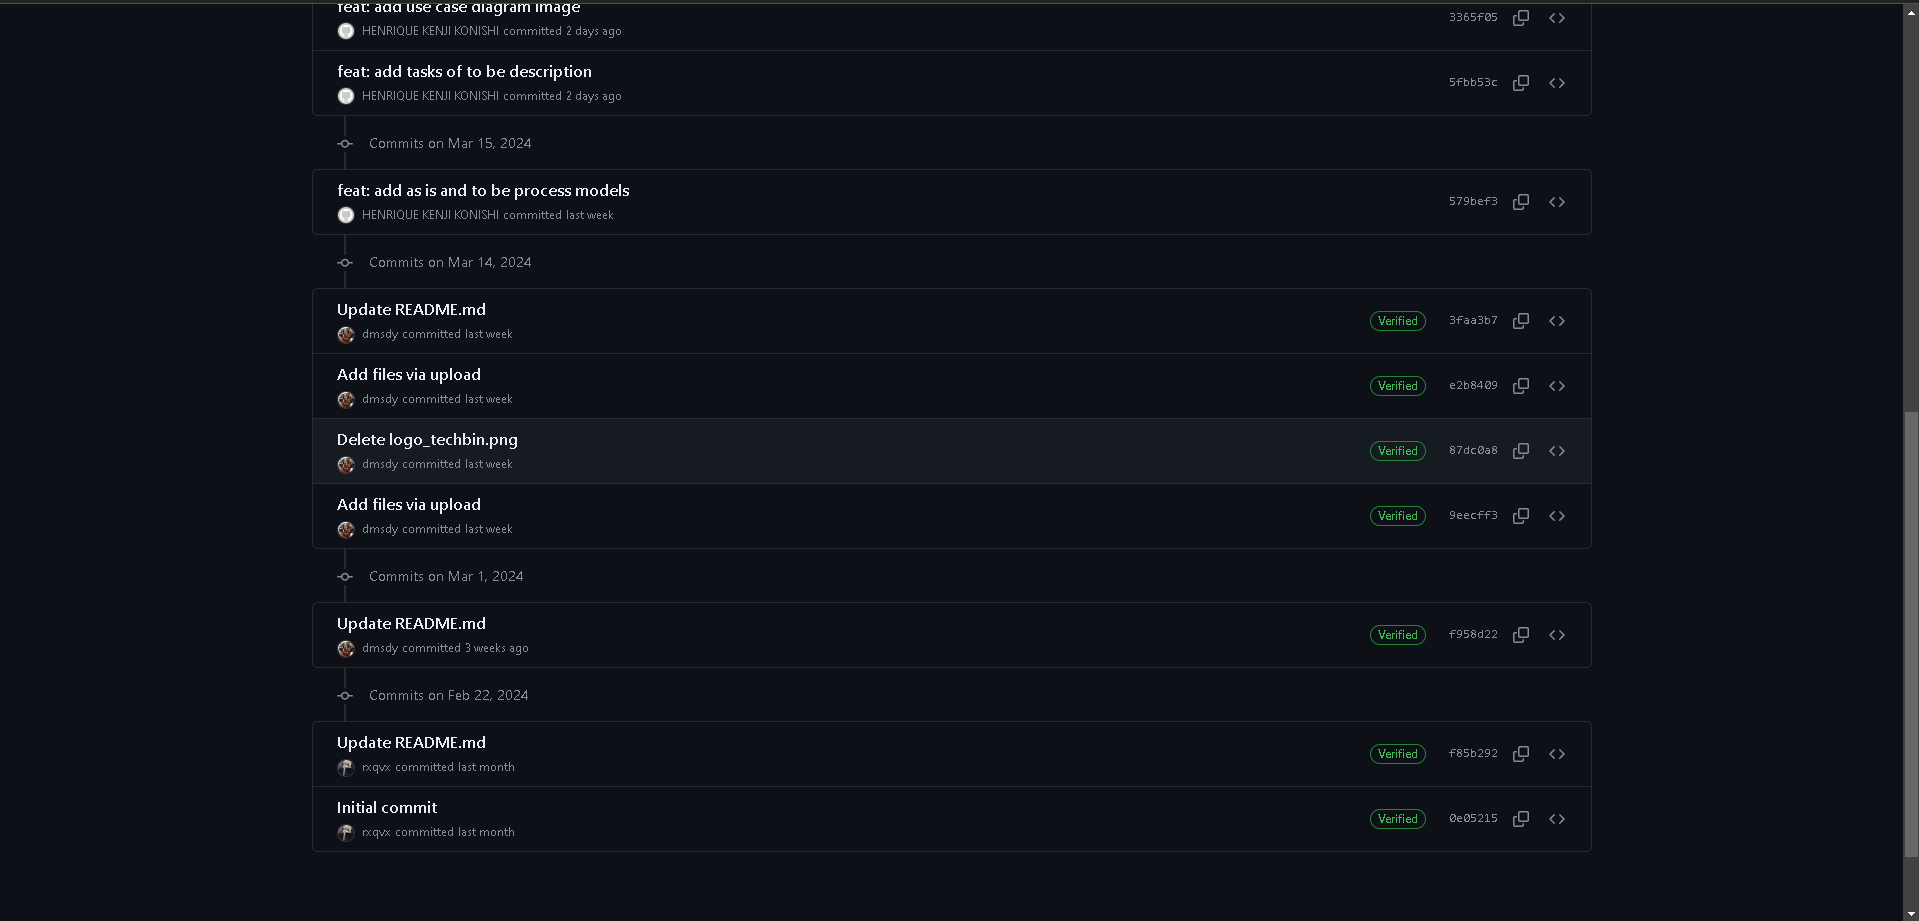 feat: add use case diagram image
3365f05
HENRIQUE KENJI KONISHI committed 2 days ago
feat: add tasks of to be description
5fbb53c
HENRIQUE KENJI KONISHI committed 2 days ago
Commits on Mar 15, 2024
feat: add as is and to be process models
579bef3
HENRIQUE KENJI KONISHI committed last week
Commits on Mar 14, 2024
Update README.md
Verified 3faa3b7
dmsdy committed last week
Add files via upload
Verified e2b8409
dmsdy committed last week
Delete logo_techbin.png
Verified 87dc0a8
dmsdy committed last week
Add files via upload
Verified 9eecff3
dmsdy committed last week
Commits on Mar 1, 2024
Update README.md
Verified f958d22
dmsdy committed 3 weeks ago
Commits on Feb 22, 2024
Update README.md
Verified f85b292
rxqvx committed last month
Initial commit
Verified 0e05215
rxqvx committed last month